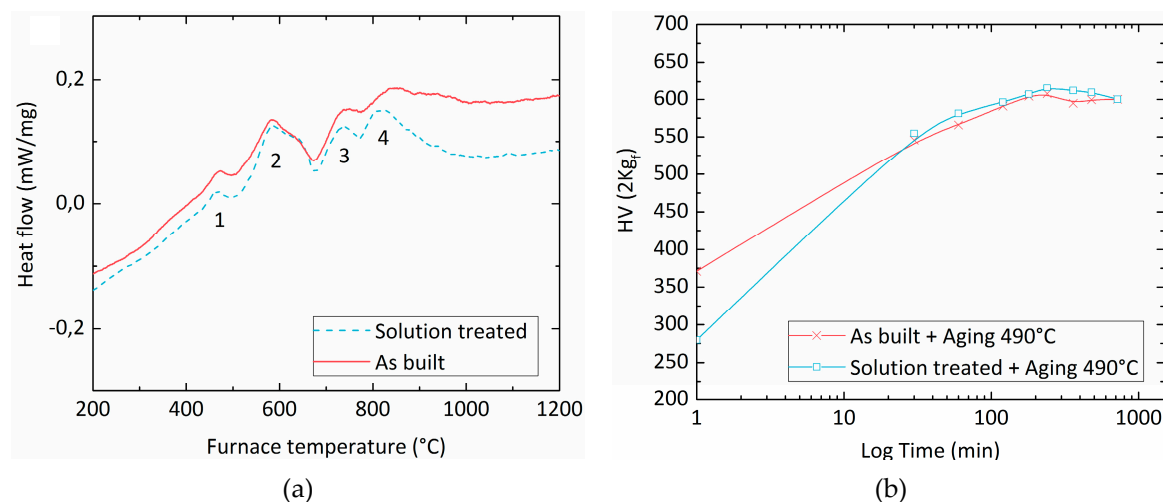 0,2
0,0
-0,2
Heat flow (mW/mg)
1
2
3
4
Solution treated
As built
200
400
600
800
1000
1200
Furnace temperature (°C)
(a)
700
650
600
550
500
450
400
350
300
250
200
HV (2Kgf)
As built + Aging 490°C
Solution treated + Aging 490°C
1
10
100
1000
Log Time (min)
(b)